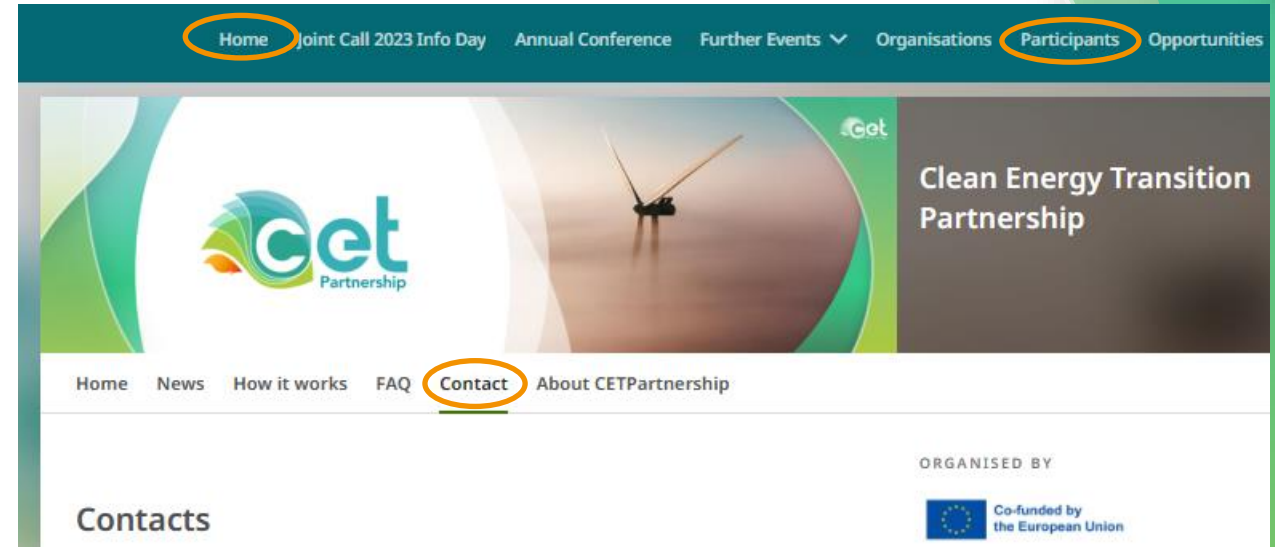 Home Joint Call 2023 Info Day Annual Conference Further Events Organisations Participants Opportunities
cet
Clean Energy Transition
Partnership
cet
Partnership
Home News How it works FAQ Contact About CETPartnership
ORGANISED BY
Contacts
Co-funded by
the European Union